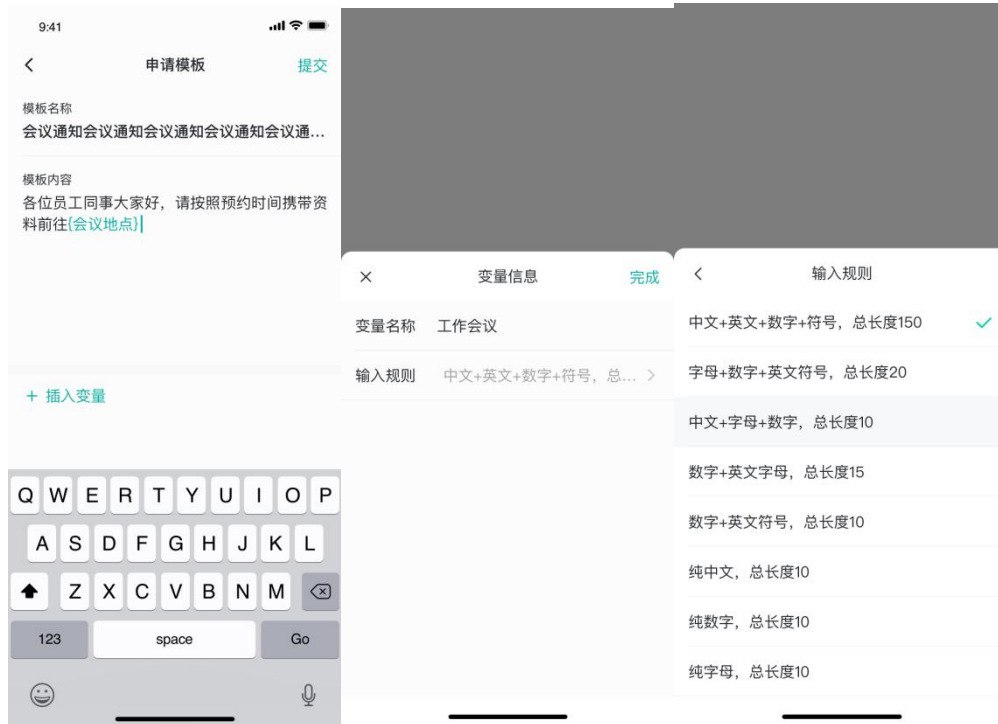 9:41
申请模板
提交
模板名称
会议通知会议通知会议通知会议通知会议通...
模板内容
各位员工同事大家好，请按照预约时间携带资
料前往{会议地点}
+ 插入变量
Q W E R T Y U I O P
A S D F G H J K L
Z X C V B N M
123 space Go
变量信息
完成
变量名称 工作会议
输入规则 中文+英文+数字+符号，总...
输入规则
中文+英文+数字+符号，总长度150
字母+数字+英文符号，总长度20
中文+字母+数字，总长度10
数字+英文字母，总长度15
数字+英文符号，总长度10
纯中文，总长度10
纯数字，总长度10
纯字母，总长度10